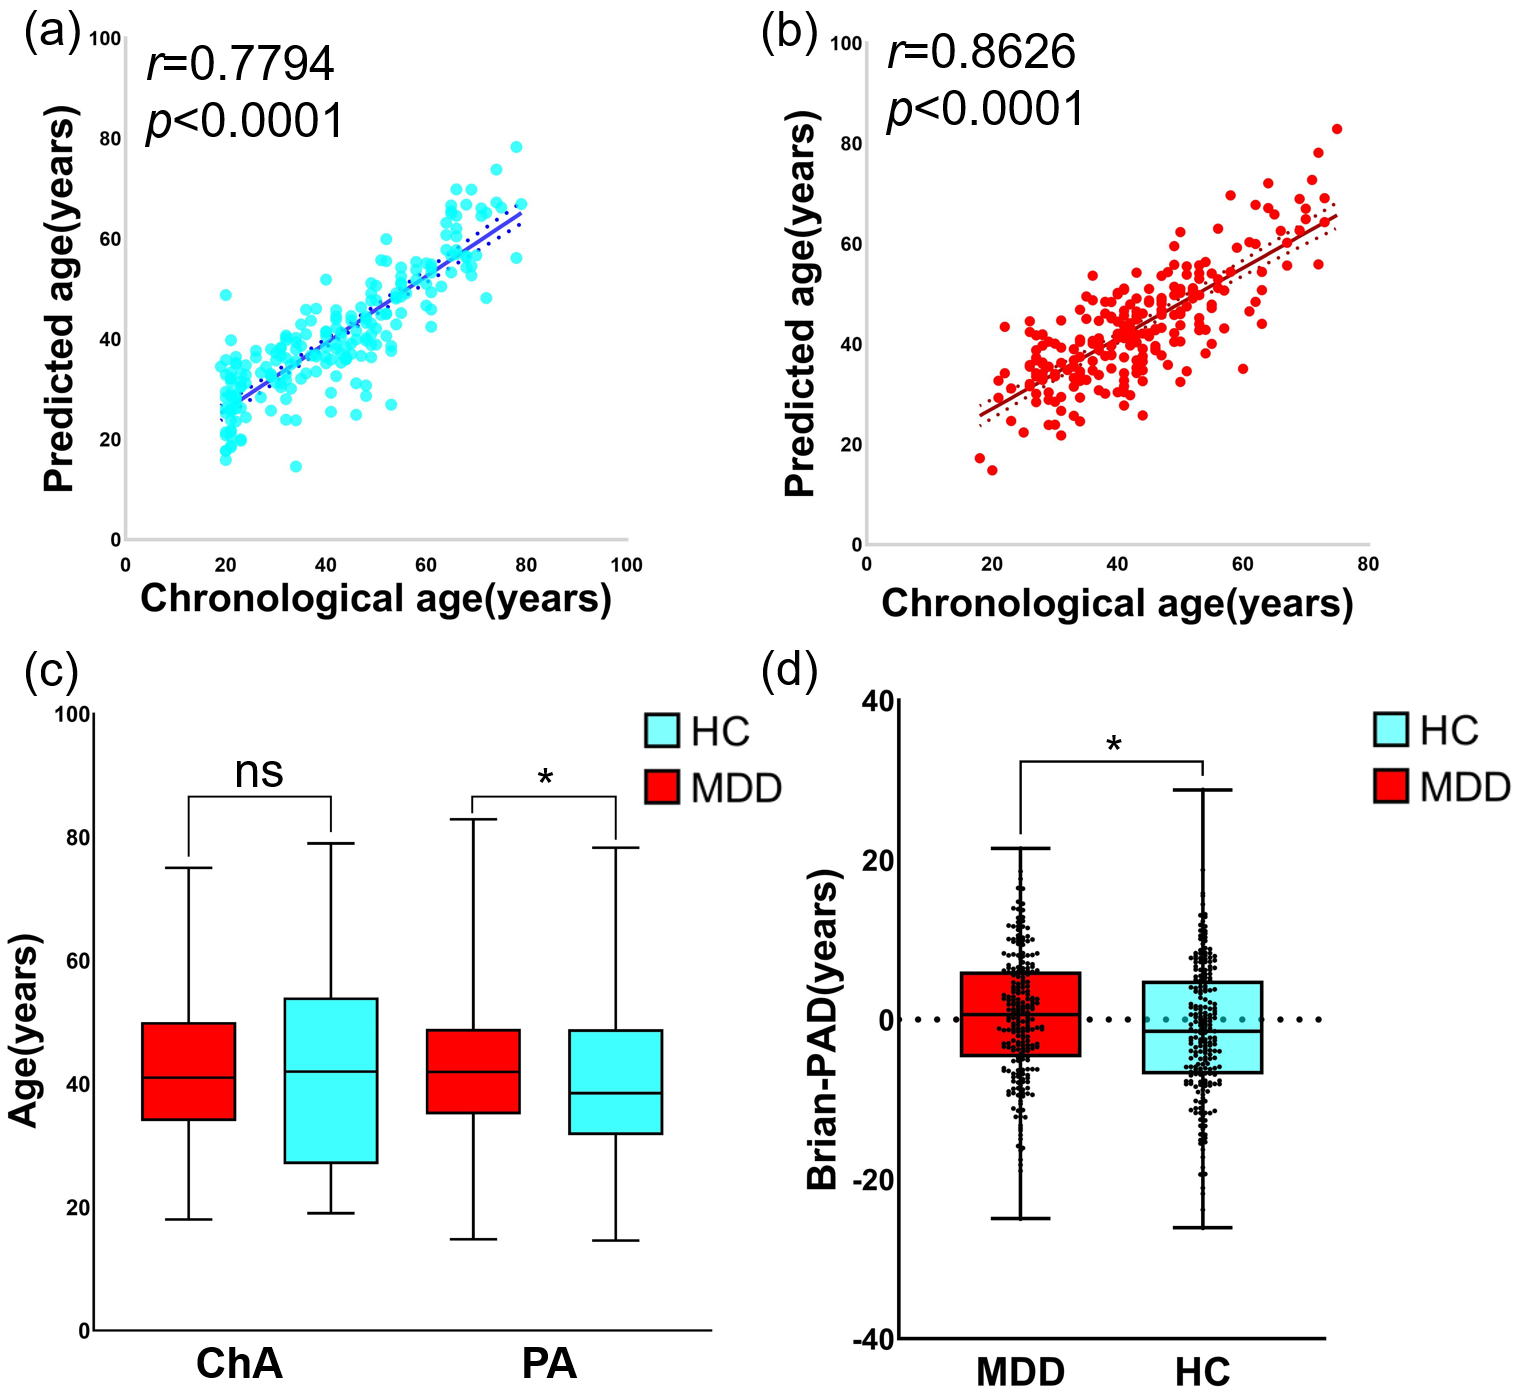 (a)
r=0.7794
p<0.0001
Predicted age(years)
100
80
60
40
20
0
0 20 40 60 80 100
Chronological age(years)
(b)
r=0.8626
p<0.0001
Predicted age(years)
100
80
60
40
20
0
0 20 40 60 80
Chronological age(years)
(c)
HC
MDD
ns
*
Age(years)
100
80
60
40
20
0
ChA PA
(d)
HC
MDD
*
Brian-PAD(years)
40
20
0
-20
-40
MDD HC